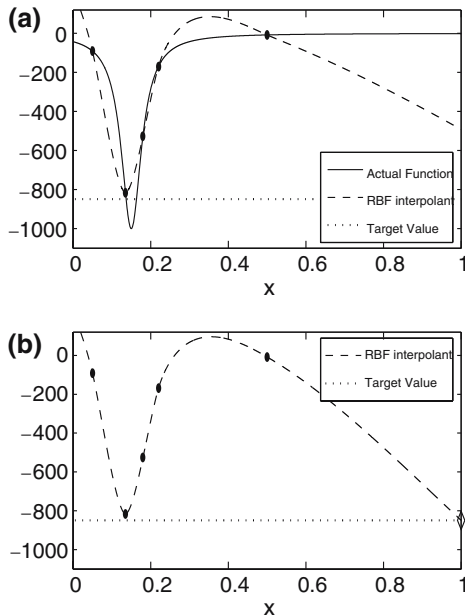 (a)
0
−200
−400
−600
−800
−1000
Actual Function
RBF interpolant
Target Value
0 0.2 0.4 0.6 0.8 1
x
(b)
0
−200
−400
−600
−800
−1000
RBF interpolant
Target Value
0 0.2 0.4 0.6 0.8 1
x